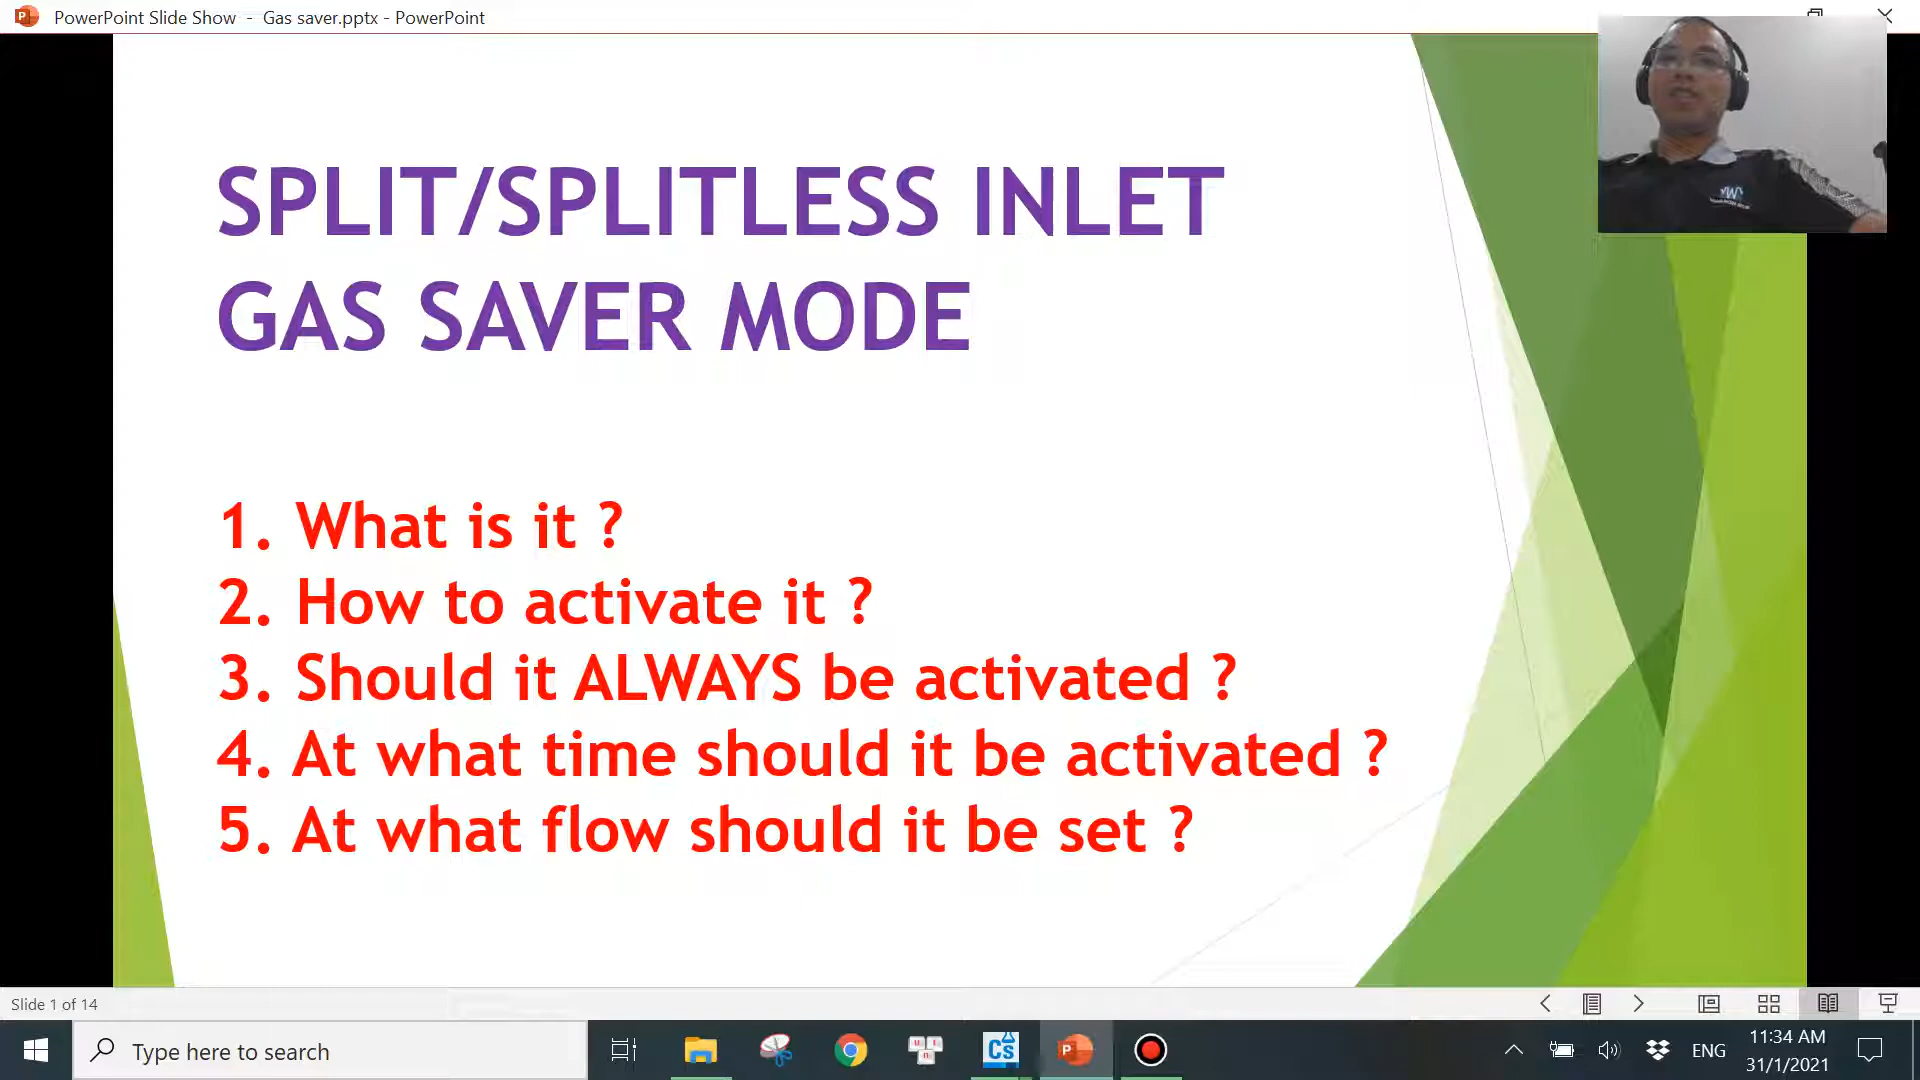 PowerPoint Slide Show - Gas saver.pptx - PowerPoint
SPLIT/SPLITLESS INLET
GAS SAVER MODE
1. What is it ?
2. How to activate it ?
3. Should it ALWAYS be activated ?
4. At what time should it be activated ?
5. At what flow should it be set ?
Slide 1 of 14
Type here to search
Cs
P
ENG
11:34 AM
31/1/2021